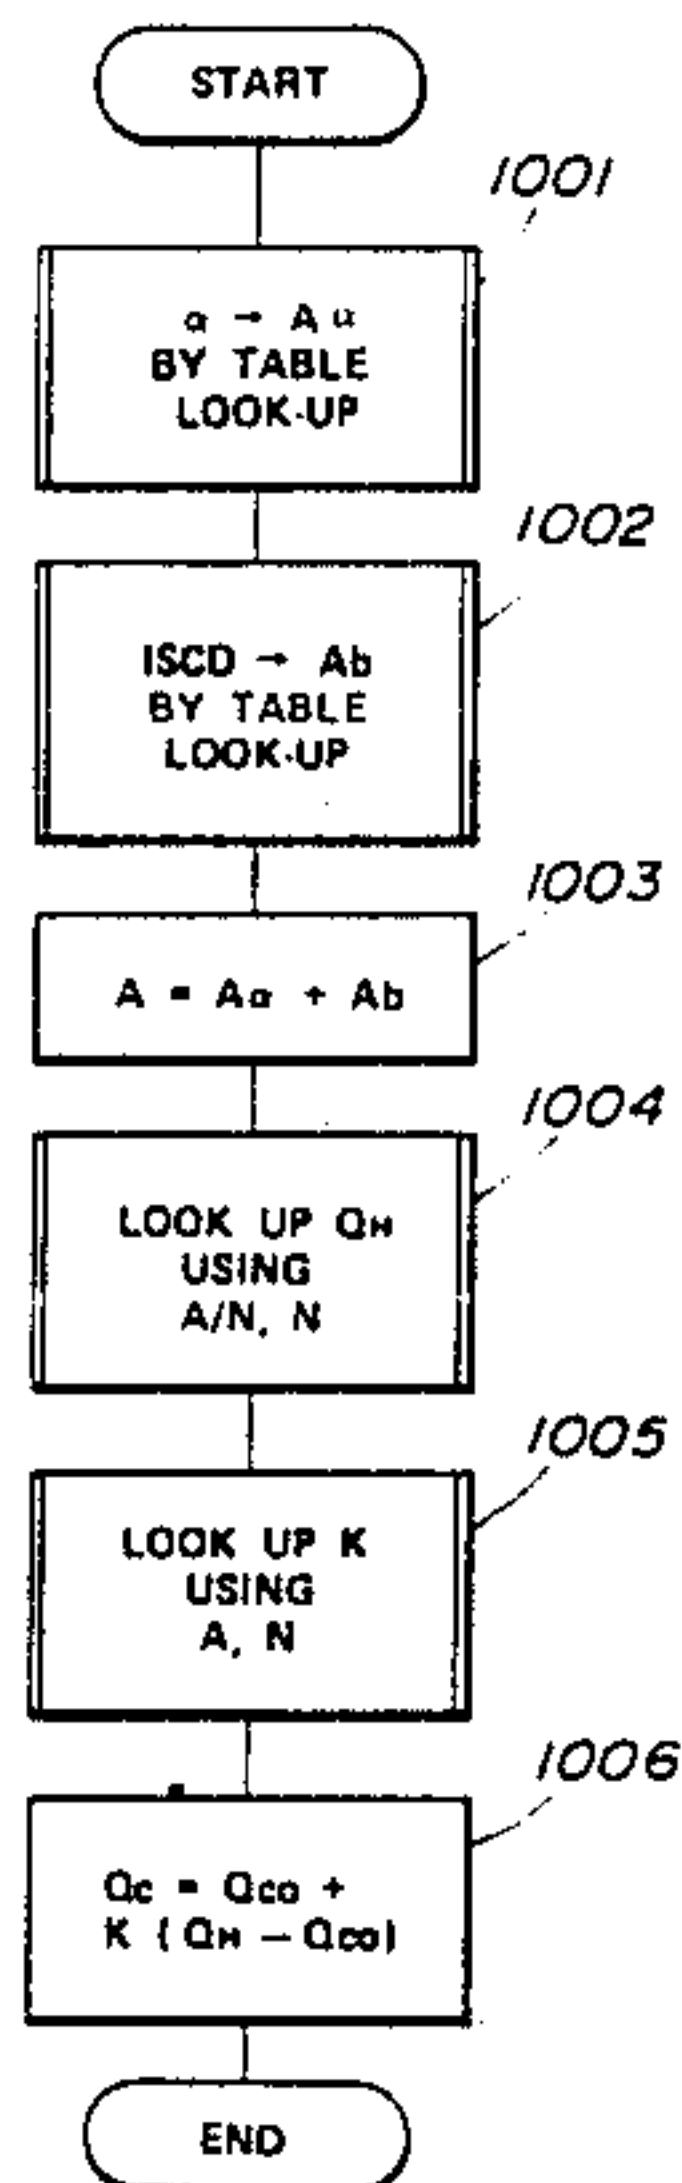 START
1001
α → Aα
BY TABLE
LOOK-UP
1002
ISCD → Ab
BY TABLE
LOOK-UP
1003
A = Aα + Ab
1004
LOOK UP QH
USING
A/N, N
1005
LOOK UP K
USING
A, N
1006
Qc = Qco +
K (QH – Qco)
END